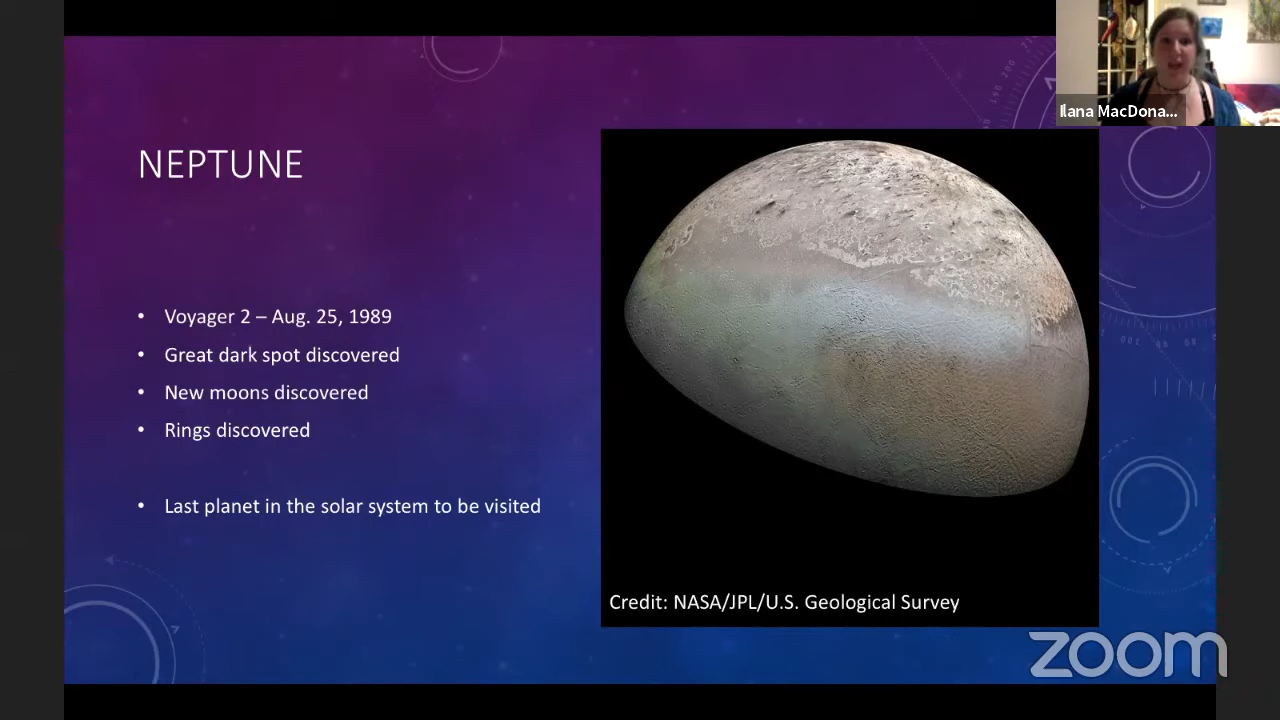 Ilana MacDona...
NEPTUNE
• Voyager 2 – Aug. 25, 1989
• Great dark spot discovered
• New moons discovered
• Rings discovered
• Last planet in the solar system to be visited
Credit: NASA/JPL/U.S. Geological Survey
zoom